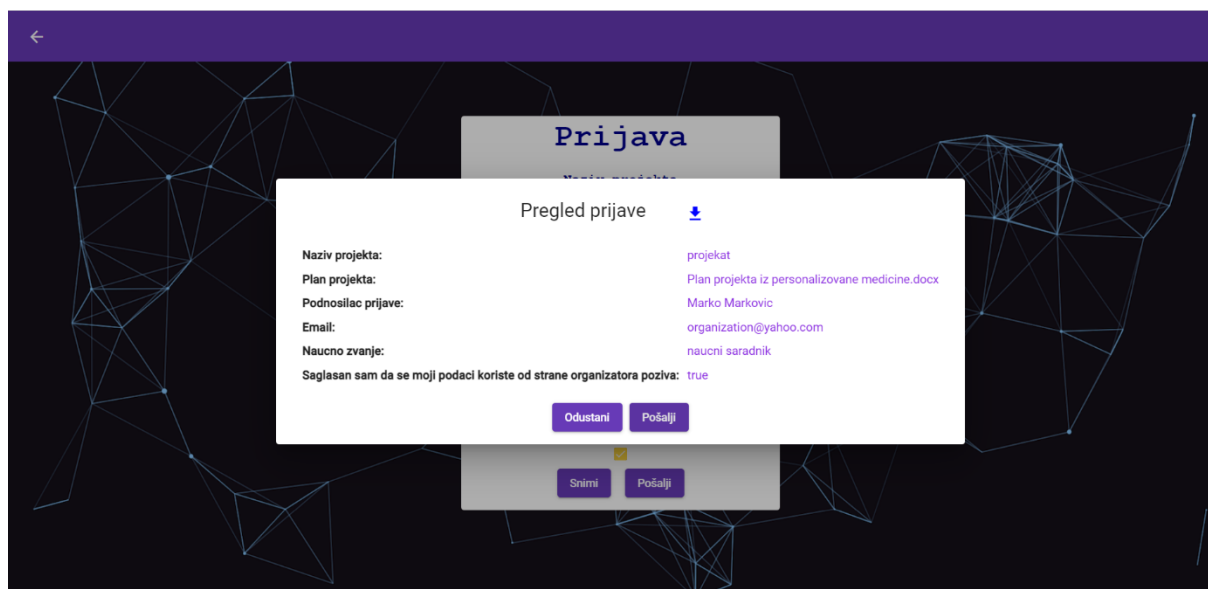 Prijava
Pregled prijave
Naziv projekta: projekat
Plan projekta: Plan projekta iz personalizovane medicine.docx
Podnosilac prijave: Marko Markovic
Email: organization@yahoo.com
Naucno zvanje: naucni saradnik
Saglasan sam da se moji podaci koriste od strane organizatora poziva: true
Odustani Pošalji
Snimi Pošalji